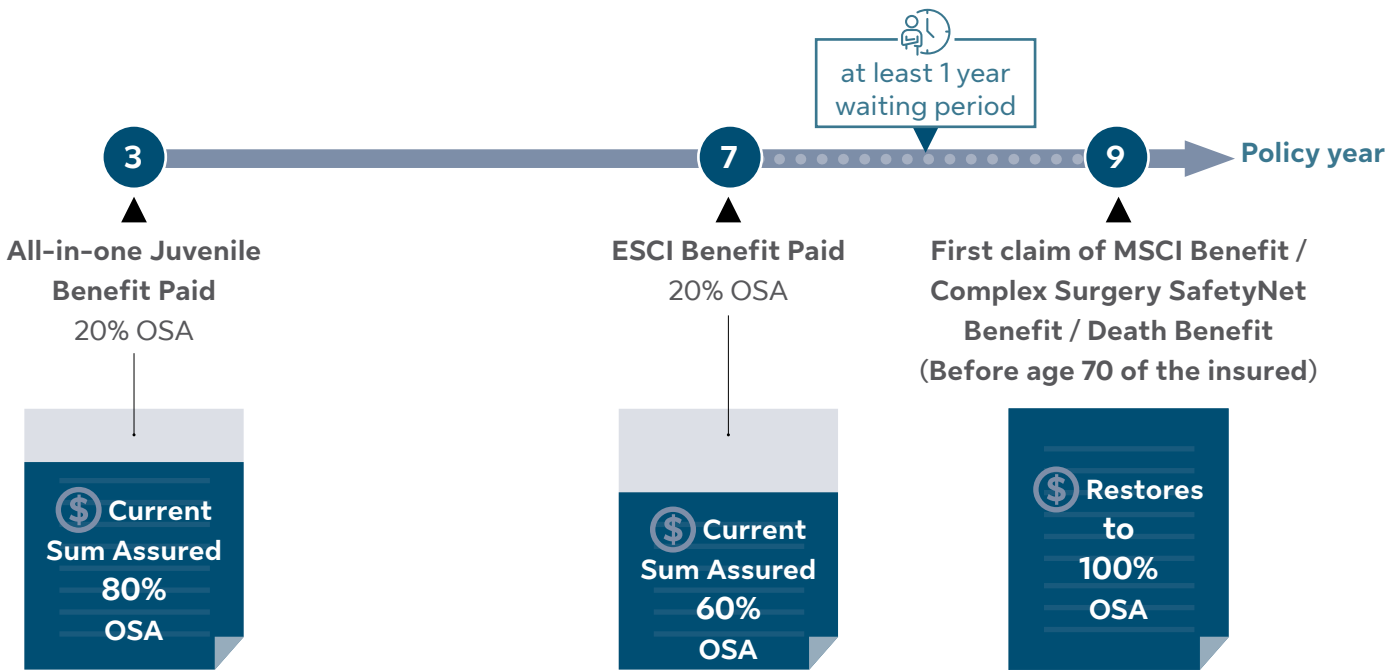 at least 1 year
waiting period
3
7
9
Policy year
All-in-one Juvenile
Benefit Paid
20% OSA
ESCI Benefit Paid
20% OSA
First claim of MSCI Benefit /
Complex Surgery SafetyNet
Benefit / Death Benefit
(Before age 70 of the insured)
$ Current
Sum Assured
80%
OSA
$ Current
Sum Assured
60%
OSA
$ Restores
to
100%
OSA